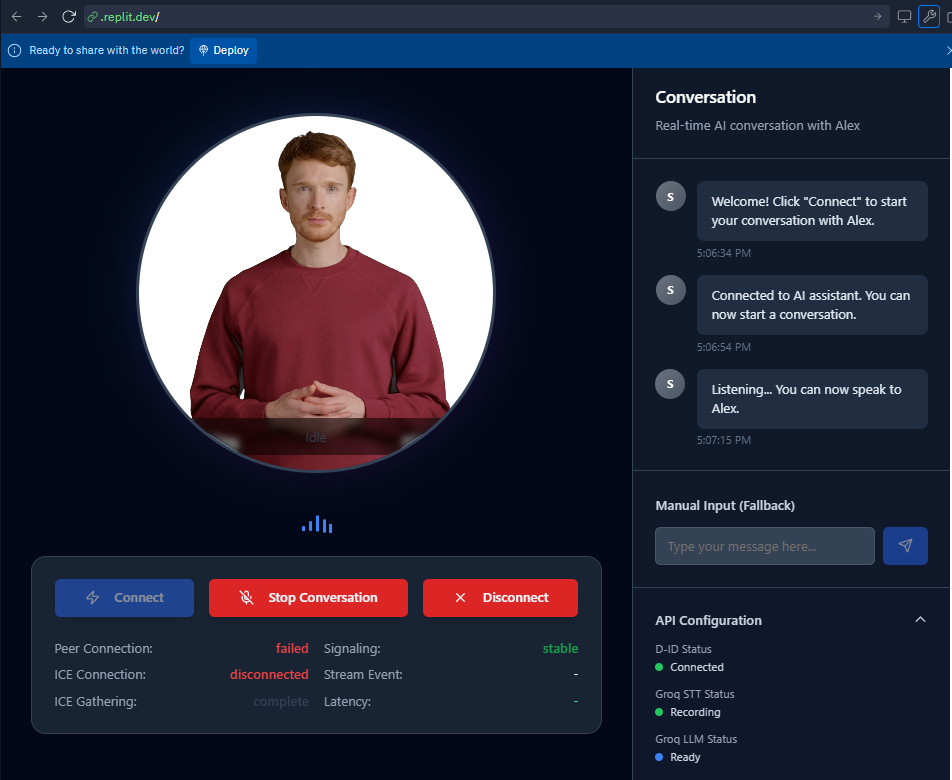 .replit.dev/
Ready to share with the world?
Deploy
Idle
Connect
Stop Conversation
Disconnect
Peer Connection: failed
Signaling: stable
ICE Connection: disconnected
Stream Event: -
ICE Gathering: complete
Latency: -
Conversation
Real-time AI conversation with Alex
S
Welcome! Click "Connect" to start
your conversation with Alex.
5:06:34 PM
S
Connected to AI assistant. You can
now start a conversation.
5:06:54 PM
S
Listening... You can now speak to
Alex.
5:07:15 PM
Manual Input (Fallback)
Type your message here...
API Configuration
D-ID Status
Connected
Groq STT Status
Recording
Groq LLM Status
Ready